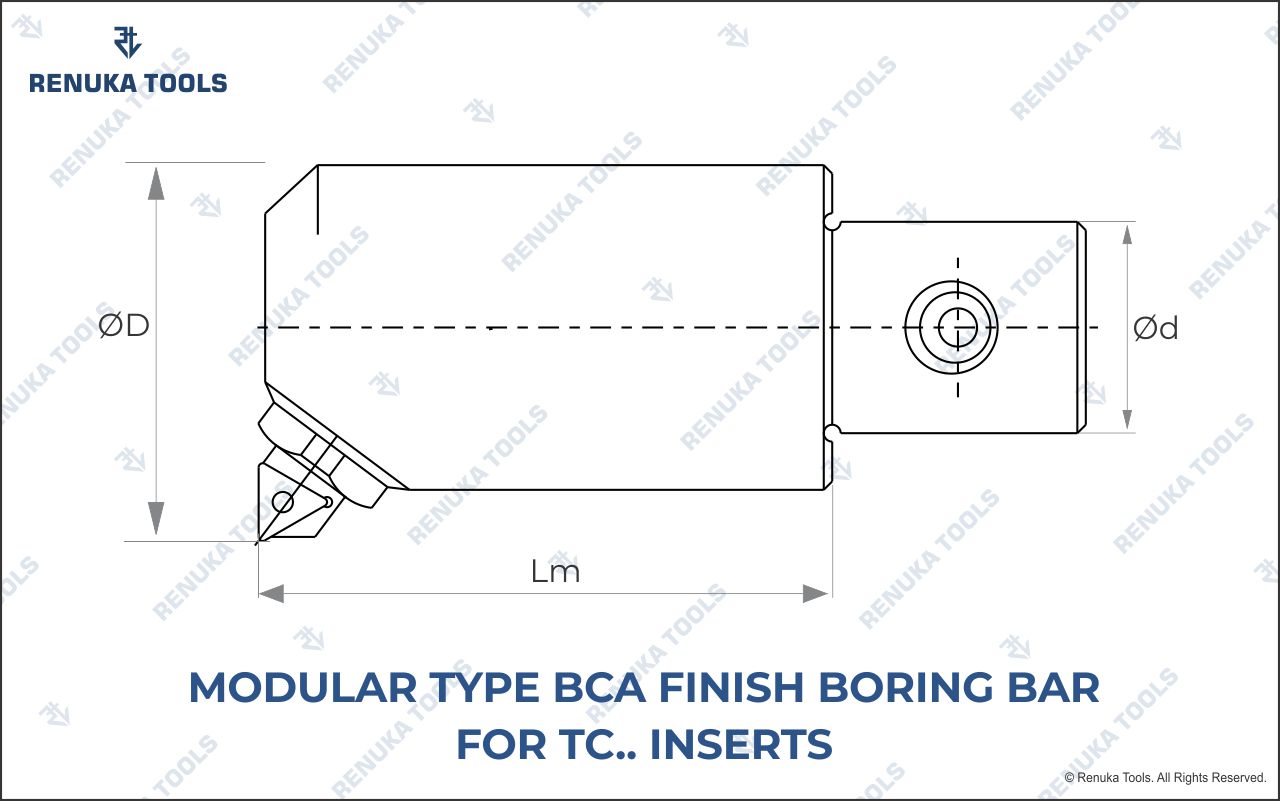 RENUKA TOOLS
ØD
Ød
Lm
MODULAR TYPE BCA FINISH BORING BAR
FOR TC.. INSERTS
© Renuka Tools. All Rights Reserved.